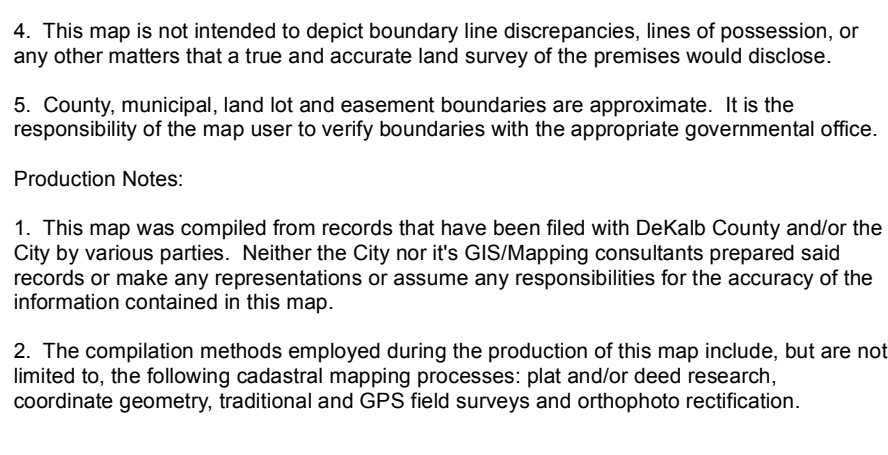 4.  This map is not intended to depict boundary line discrepancies, lines of possession, or
any other matters that a true and accurate land survey of the premises would disclose.
5.  County, municipal, land lot and easement boundaries are approximate.  It is the
responsibility of the map user to verify boundaries with the appropriate governmental office.
Production Notes:
1.  This map was compiled from records that have been filed with DeKalb County and/or the
City by various parties.  Neither the City nor it's GIS/Mapping consultants prepared said
records or make any representations or assume any responsibilities for the accuracy of the
information contained in this map.
2.  The compilation methods employed during the production of this map include, but are not
limited to, the following cadastral mapping processes: plat and/or deed research,
coordinate geometry, traditional and GPS field surveys and orthophoto rectification.